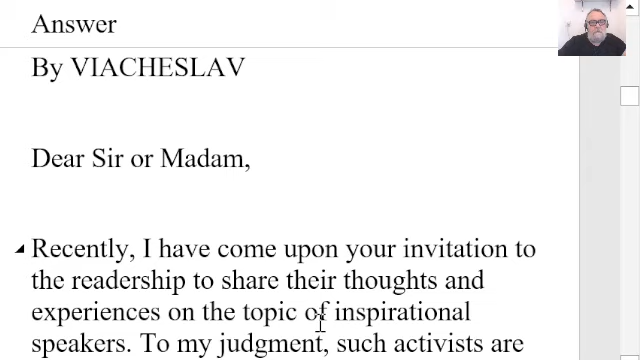 Answer
By VIACHESLAV
Dear Sir or Madam,
Recently, I have come upon your invitation to
the readership to share their thoughts and
experiences on the topic of inspirational
speakers. To my judgment, such activists are